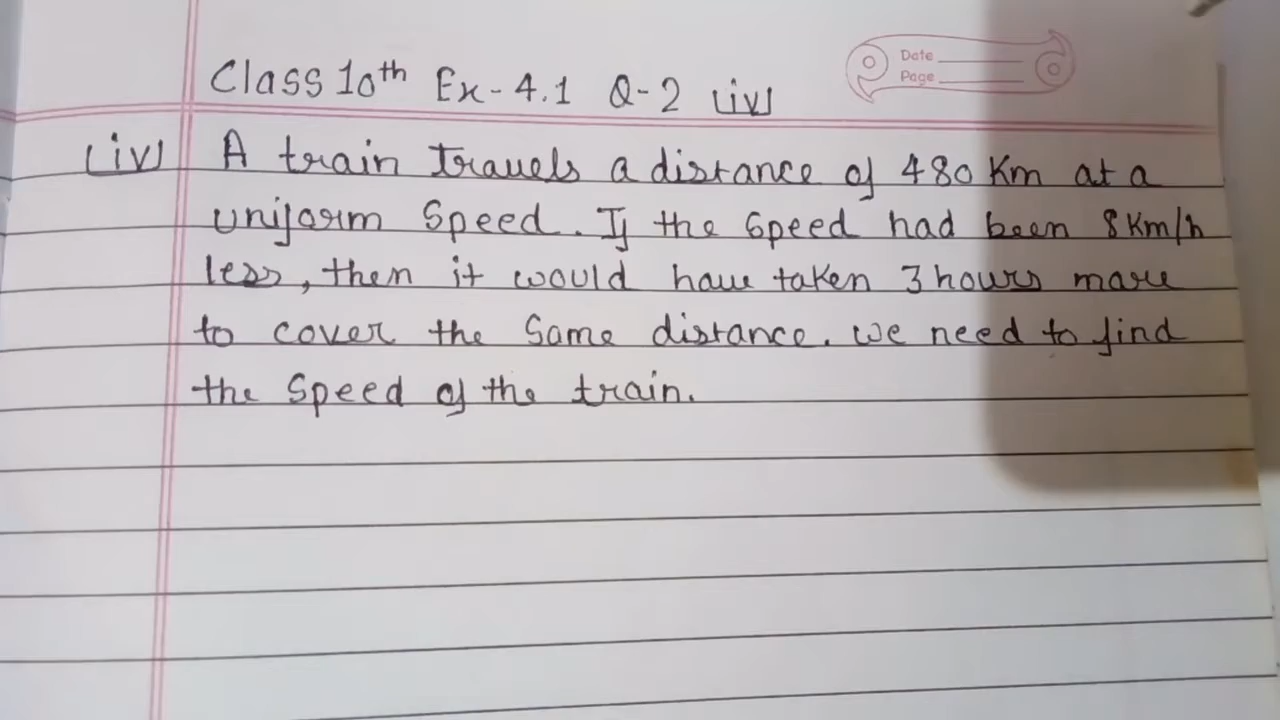 Date
Page
Class 10th Ex-4.1 Q-2 (iv)
(iv) A train travels a distance of 480 Km at a
uniform speed. If the speed had been 8 Km/h
less, then it would have taken 3 hours more
to cover the same distance. We need to find
the speed of the train.